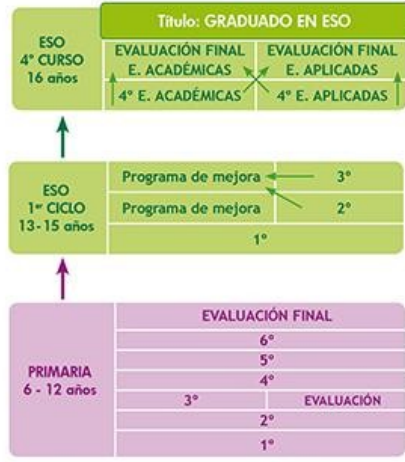 Título: GRADUADO EN ESO
ESO
4º CURSO
16 años
EVALUACIÓN FINAL
E. ACADÉMICAS
EVALUACIÓN FINAL
E. APLICADAS
4º E. ACADÉMICAS
4º E. APLICADAS
ESO
1er CICLO
13-15 años
Programa de mejora
3º
Programa de mejora
2º
1º
PRIMARIA
6 - 12 años
EVALUACIÓN FINAL
6º
5º
4º
3º
EVALUACIÓN
2º
1º